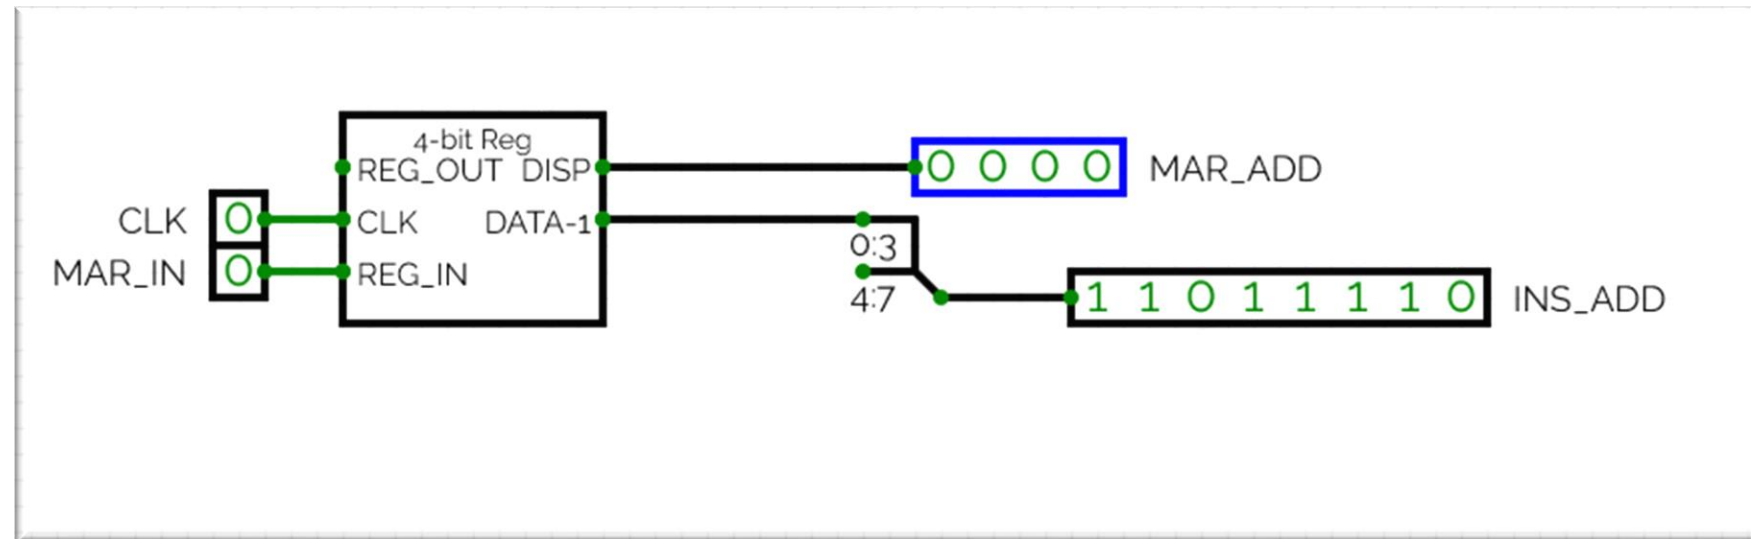 4-bit Reg
REG_OUT DISP
0 0 0 0 MAR_ADD
CLK 0 CLK DATA-1
0:3
MAR_IN 0 REG_IN
4:7
1 1 0 1 1 1 1 0 INS_ADD